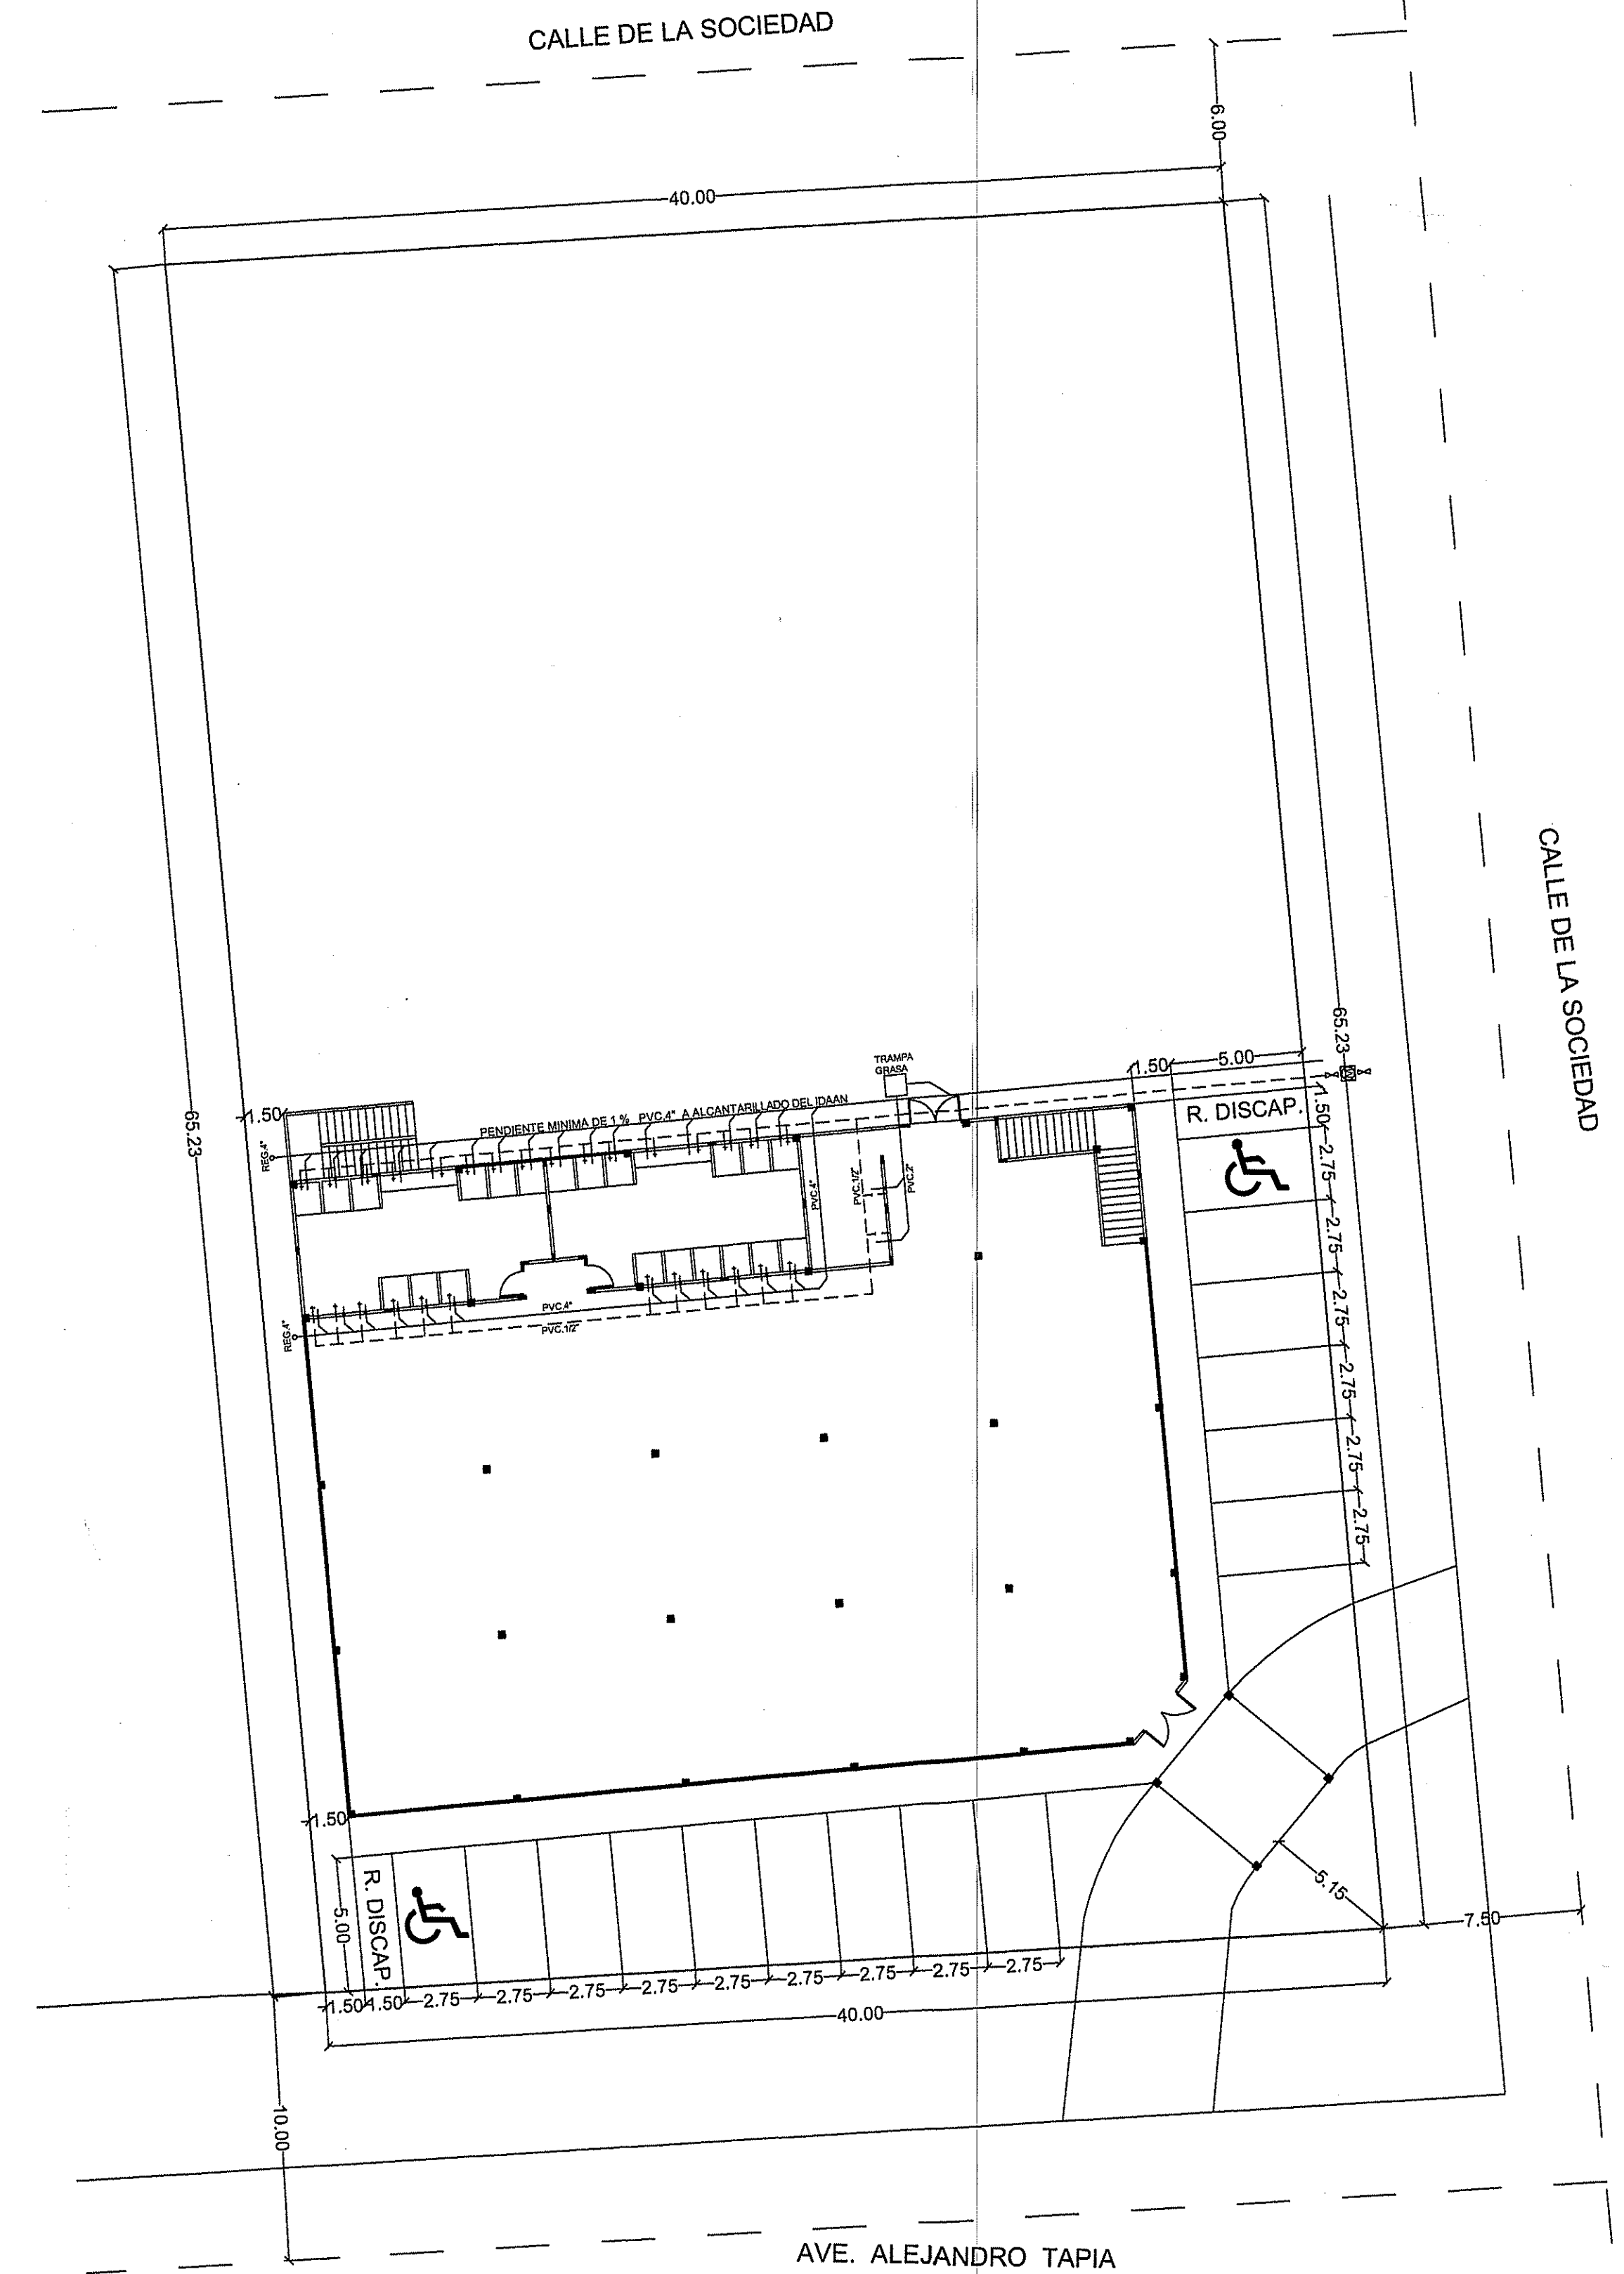 CALLE DE LA SOCIEDAD
6.00
40.00
CALLE DE LA SOCIEDAD
65.23
65.23
1.50
5.00
TRAMPA
GRASA
1.50
R. DISCAP.
1.50
PENDIENTE MINIMA DE 1 % PVC.4" A ALCANTARILLADO DEL IDAAN
REG.4"
2.75
PVC.4"
PVC.1/2"
PVC.2"
2.75
2.75
2.75
2.75
2.75
REG.4"
PVC.4"
PVC.1/2"
1.50
R. DISCAP.
5.00
5.15
7.50
1.50
1.50
2.75
2.75
2.75
2.75
2.75
2.75
2.75
2.75
2.75
40.00
10.00
AVE. ALEJANDRO TAPIA